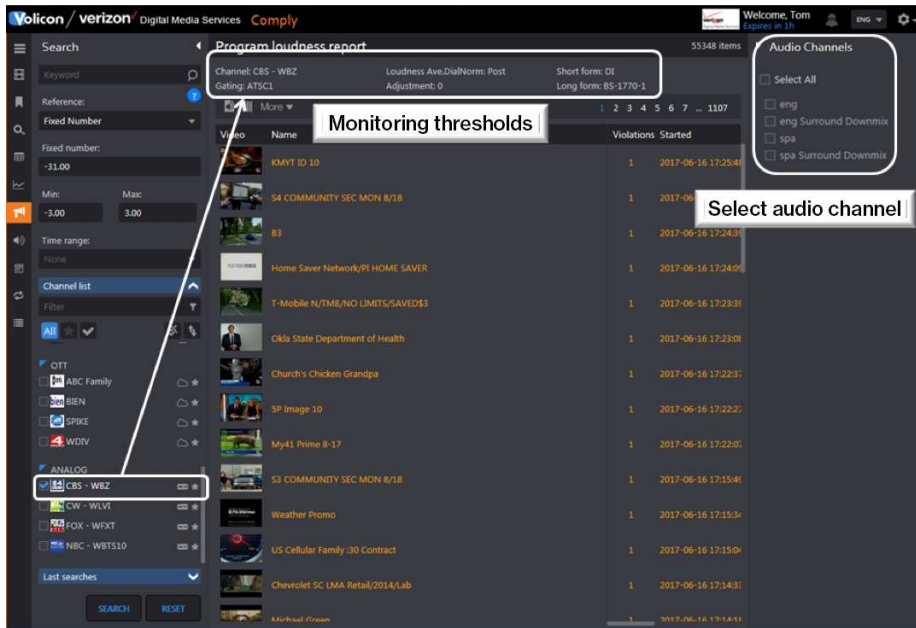 Volicon / verizon Digital Media Services Comply
Welcome, Tom
Expires in 1h
ENG
Search
Keyword
Reference:
Fixed Number
Fixed number:
-31.00
Min: Max:
-3.00 3.00
Time range:
None
Channel list
Filter
All
OTT
ABC Family
BIEN
SPIKE
WDIV
ANALOG
CBS - WBZ
CW - WLVI
FOX - WFXT
NBC - WBTS10
Last searches
SEARCH RESET
Program loudness report 55348 items
Channel: CBS - WBZ Loudness Ave.DialNorm: Post Short form: DI
Gating: ATSC1 Adjustment: 0 Long form: BS-1770-1
More 1 2 3 4 5 6 7 ... 1107
Monitoring thresholds
Video Name Violations Started
KMYT ID 10 1 2017-06-16 17:25:48
S4 COMMUNITY SEC MON 8/18 1 2017-06-16
83 1 2017-06-16 17:24:39
Home Saver Network/PI HOME SAVER 1 2017-06-16 17:24:09
T-Mobile N/TMB/NO LIMITS/SAVED$3 1 2017-06-16 17:23:39
Okla State Department of Health 1 2017-06-16 17:23:08
Church's Chicken Grandpa 1 2017-06-16 17:22:37
SP Image 10 1 2017-06-16 17:22:27
My41 Prime 8-17 1 2017-06-16 17:22:07
S3 COMMUNITY SEC MON 8/18 1 2017-06-16 17:15:49
Weather Promo 1 2017-06-16 17:15:34
US Cellular Family :30 Contract 1 2017-06-16 17:15:04
Chevrolet SC LMA Retail/2014/Lab 1 2017-06-16 17:14:33
Michael Green 1 2017-06-16 17:14:18
Audio Channels
Select All
eng
eng Surround Downmix
spa
spa Surround Downmix
Select audio channel